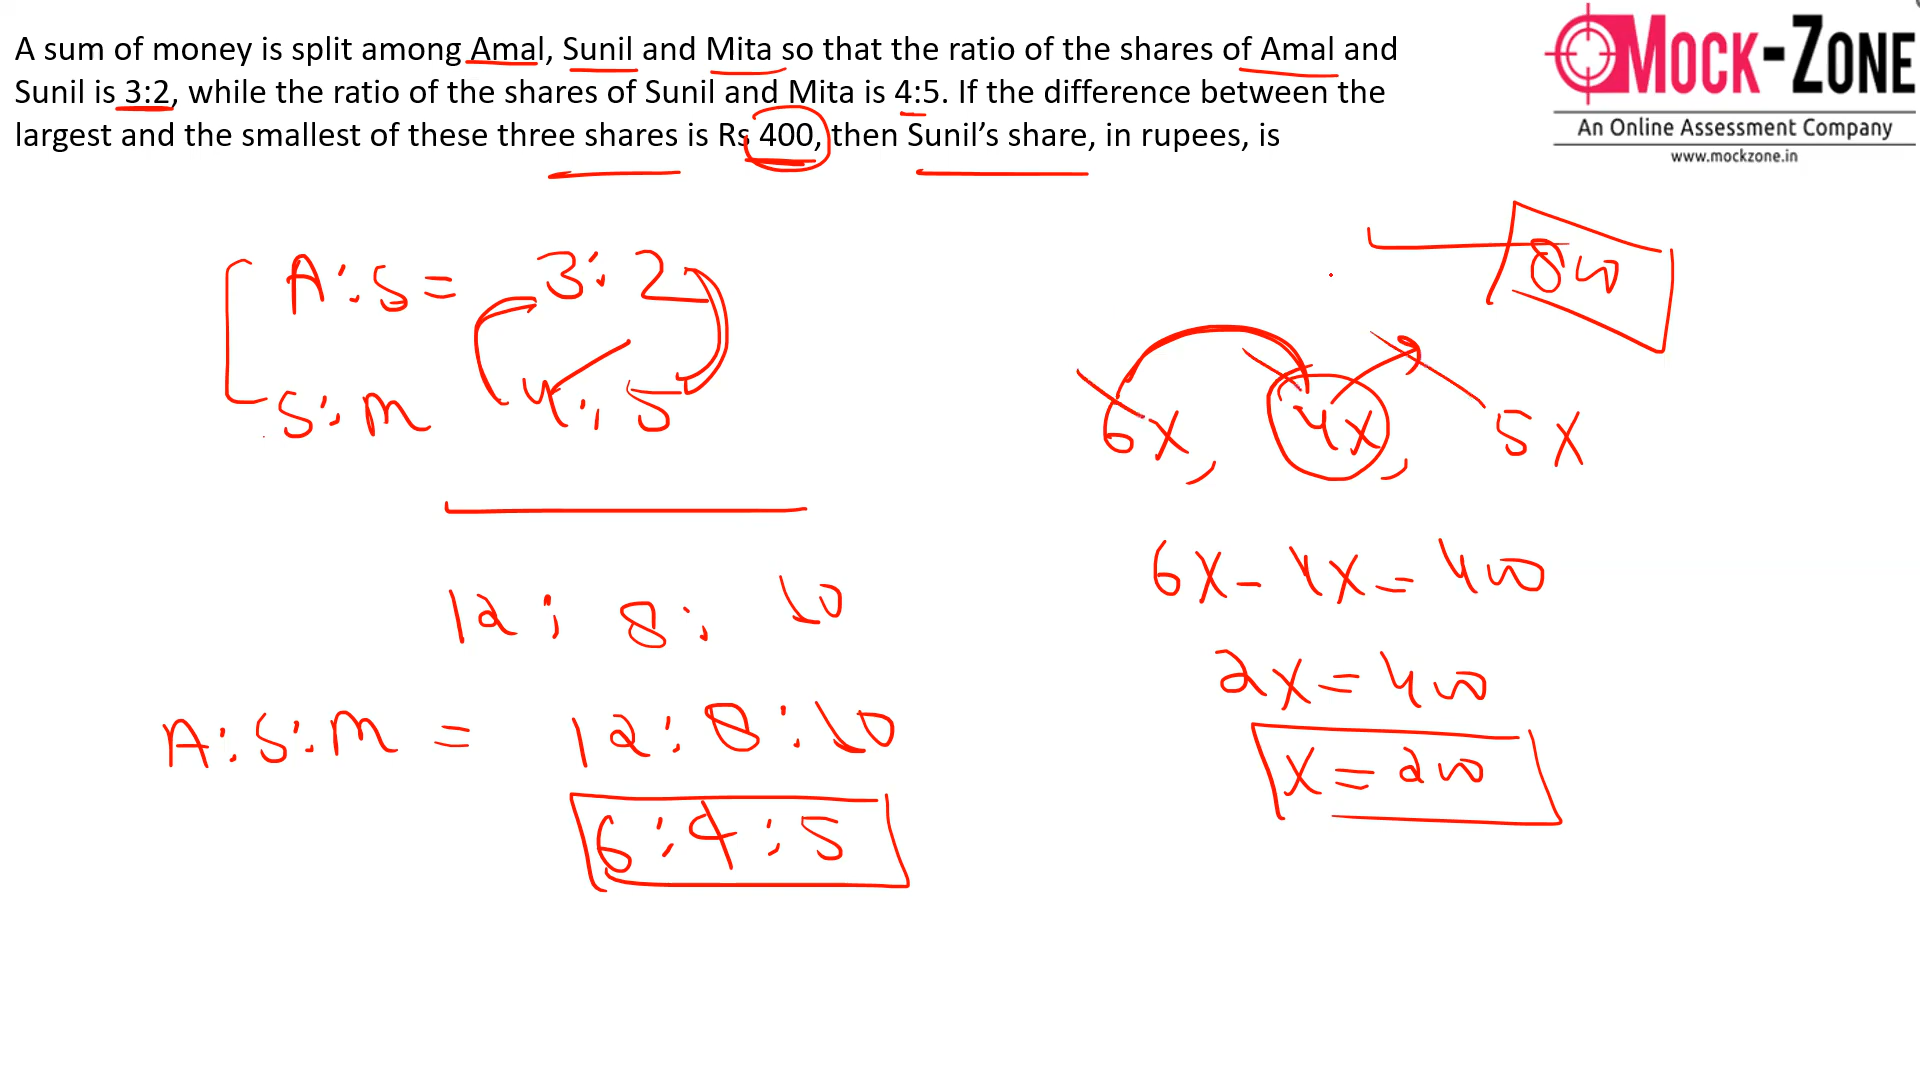 A sum of money is split among Amal, Sunil and Mita so that the ratio of the shares of Amal and
Sunil is 3:2, while the ratio of the shares of Sunil and Mita is 4:5. If the difference between the
largest and the smallest of these three shares is Rs 400, then Sunil’s share, in rupees, is
MOCK-ZONE
An Online Assessment Company
www.mockzone.in
A : S = 3 : 2
S : M 4 : 5
12 : 8 : 10
A : S : M = 12 : 8 : 10
6 : 4 : 5
800
6x, 4x, 5x
6x - 4x = 400
2x = 400
x = 200